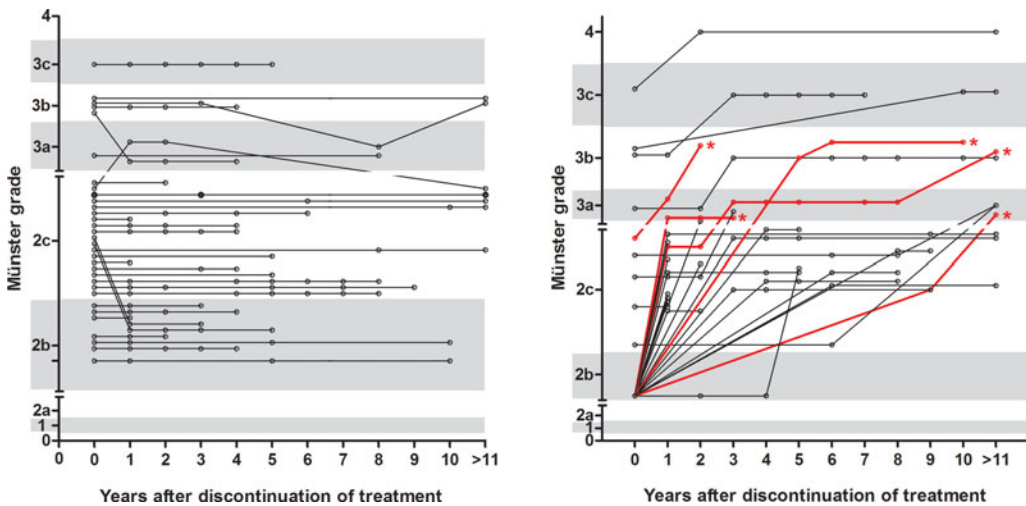 4
3c
3b
3a
2c
2b
2a
1
0
Münster grade
0 0 1 2 3 4 5 6 7 8 9 10 >11
Years after discontinuation of treatment
4
3c
3b
3a
2c
2b
2a
1
0
Münster grade
*
*
*
*
*
0 1 2 3 4 5 6 7 8 9 10 >11
Years after discontinuation of treatment